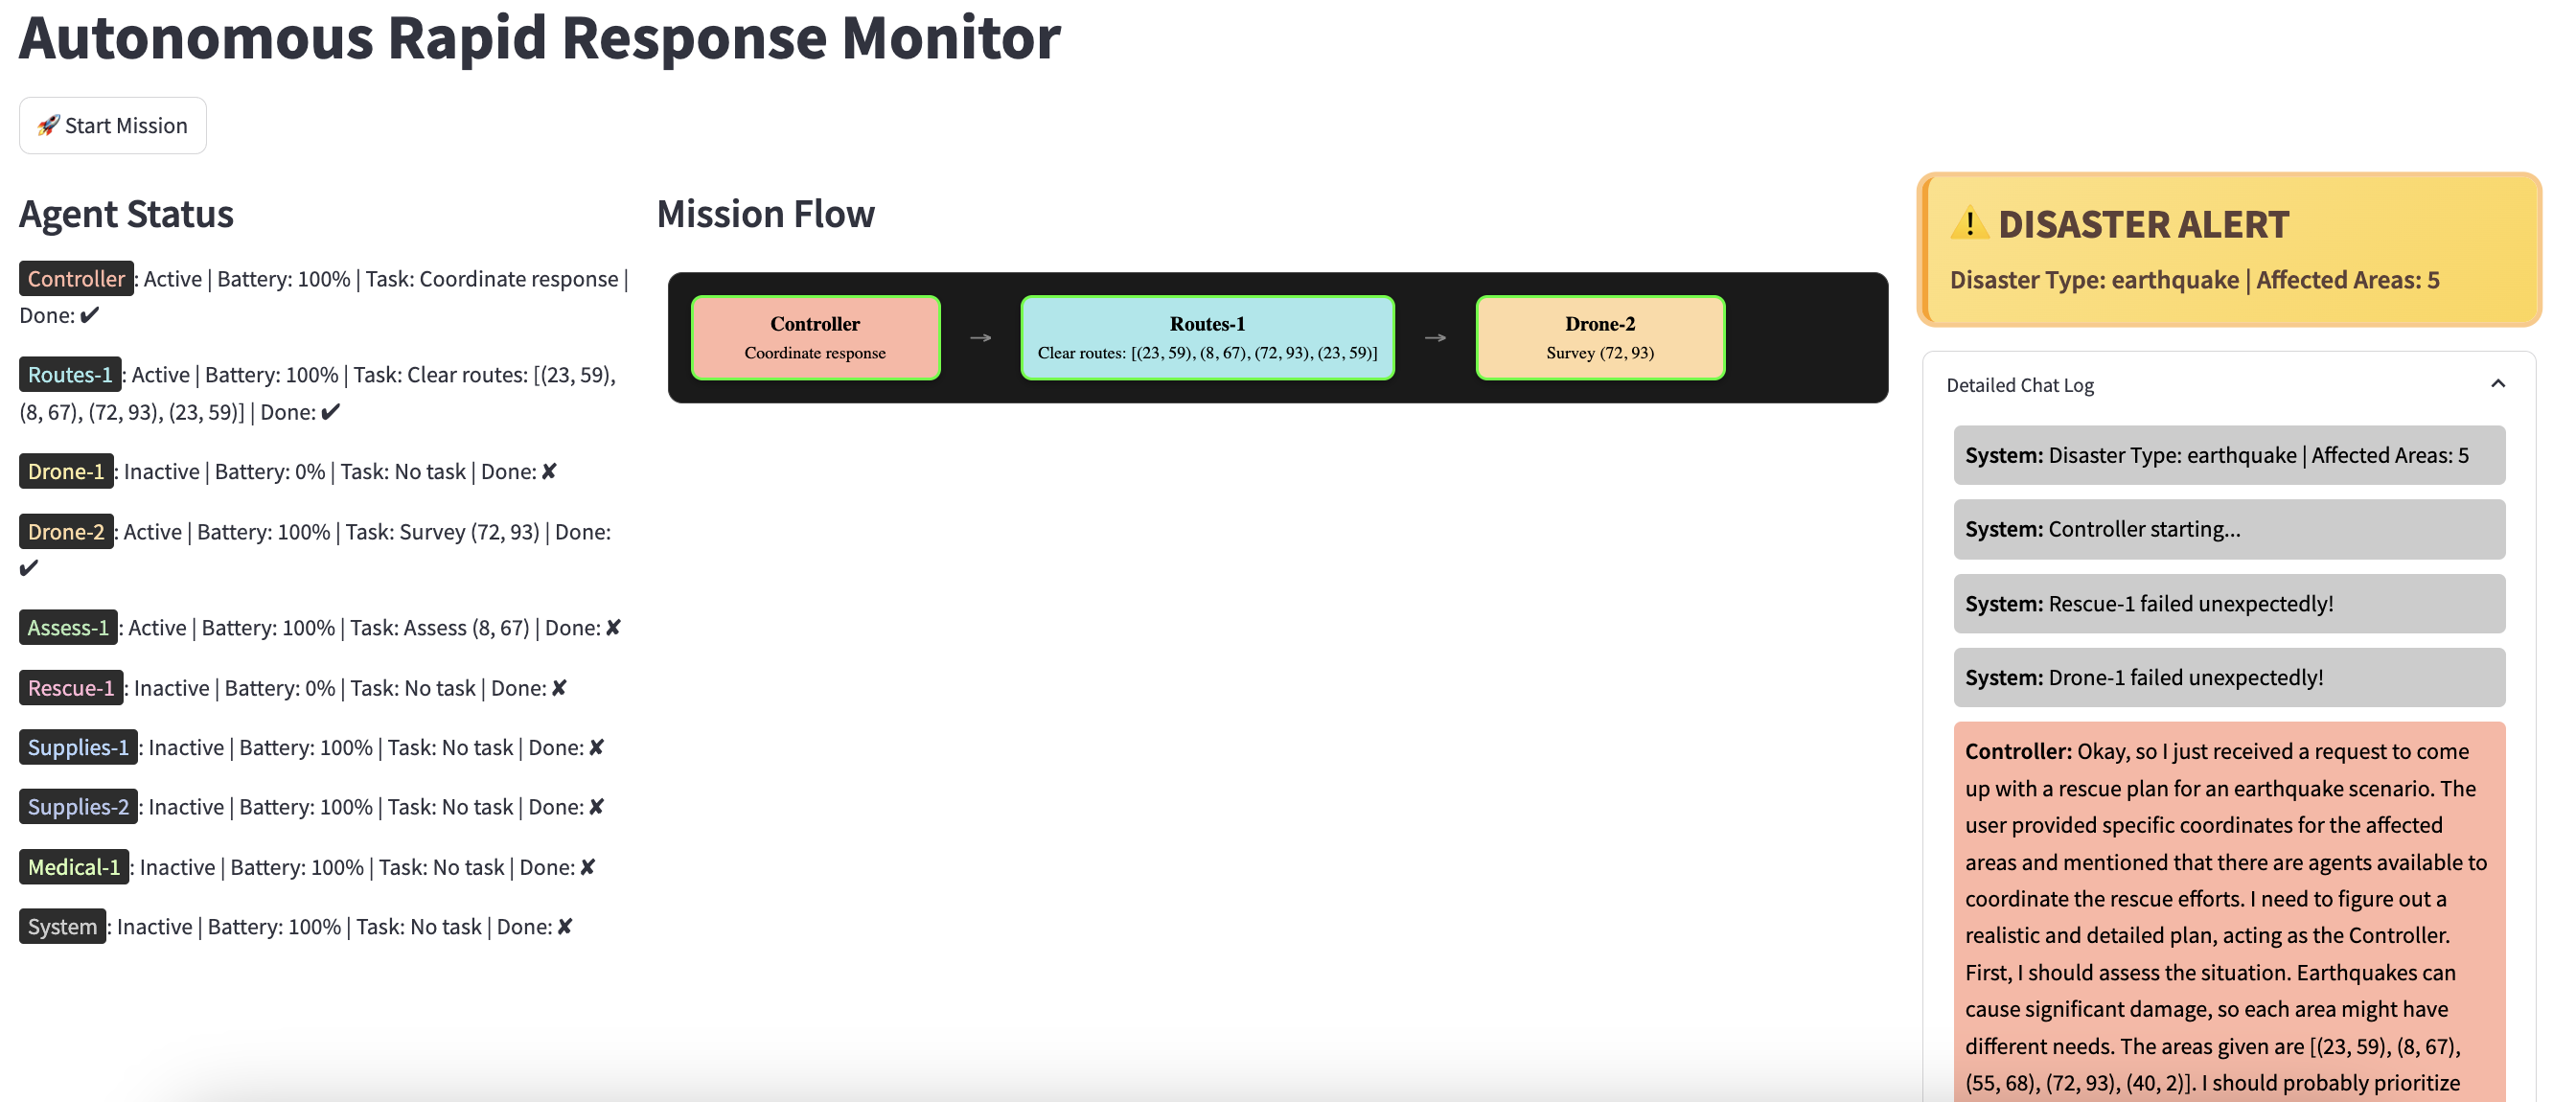 Autonomous Rapid Response Monitor
🚀 Start Mission
Agent Status
Controller: Active | Battery: 100% | Task: Coordinate response |
Done: ✔
Routes-1: Active | Battery: 100% | Task: Clear routes: [(23, 59),
(8, 67), (72, 93), (23, 59)] | Done: ✔
Drone-1: Inactive | Battery: 0% | Task: No task | Done: ✘
Drone-2: Active | Battery: 100% | Task: Survey (72, 93) | Done:
✔
Assess-1: Active | Battery: 100% | Task: Assess (8, 67) | Done: ✘
Rescue-1: Inactive | Battery: 0% | Task: No task | Done: ✘
Supplies-1: Inactive | Battery: 100% | Task: No task | Done: ✘
Supplies-2: Inactive | Battery: 100% | Task: No task | Done: ✘
Medical-1: Inactive | Battery: 100% | Task: No task | Done: ✘
System: Inactive | Battery: 100% | Task: No task | Done: ✘
Mission Flow
Controller
Coordinate response
→
Routes-1
Clear routes: [(23, 59), (8, 67), (72, 93), (23, 59)]
→
Drone-2
Survey (72, 93)
⚠️ DISASTER ALERT
Disaster Type: earthquake | Affected Areas: 5
Detailed Chat Log
System: Disaster Type: earthquake | Affected Areas: 5
System: Controller starting...
System: Rescue-1 failed unexpectedly!
System: Drone-1 failed unexpectedly!
Controller: Okay, so I just received a request to come
up with a rescue plan for an earthquake scenario. The
user provided specific coordinates for the affected
areas and mentioned that there are agents available to
coordinate the rescue efforts. I need to figure out a
realistic and detailed plan, acting as the Controller.
First, I should assess the situation. Earthquakes can
cause significant damage, so each area might have
different needs. The areas given are [(23, 59), (8, 67),
(55, 68), (72, 93), (40, 2)]. I should probably prioritize